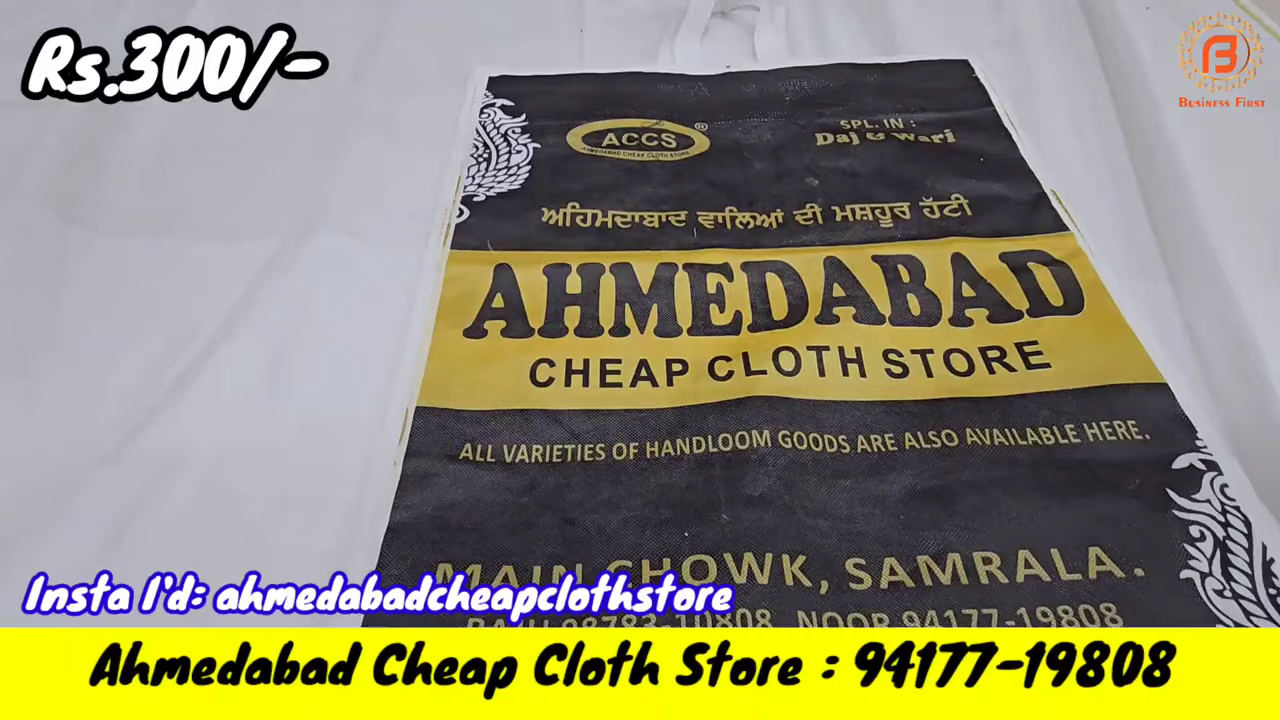 Rs.300/-
BUSINESS FIRST
ACCS
®
AHMEDABAD CHEAP CLOTH STORE
SPL. IN :
Daj & Wari
ਅਹਿਮਦਾਬਾਦ ਵਾਲਿਆਂ ਦੀ ਮਸ਼ਹੂਰ ਹੱਟੀ
AHMEDABAD
CHEAP CLOTH STORE
ALL VARIETIES OF HANDLOOM GOODS ARE ALSO AVAILABLE HERE.
MAIN CHOWK, SAMRALA.
98783-10808, NOOR 94177-19808
Insta I'd: ahmedabadcheapclothstore
Ahmedabad Cheap Cloth Store : 94177-19808